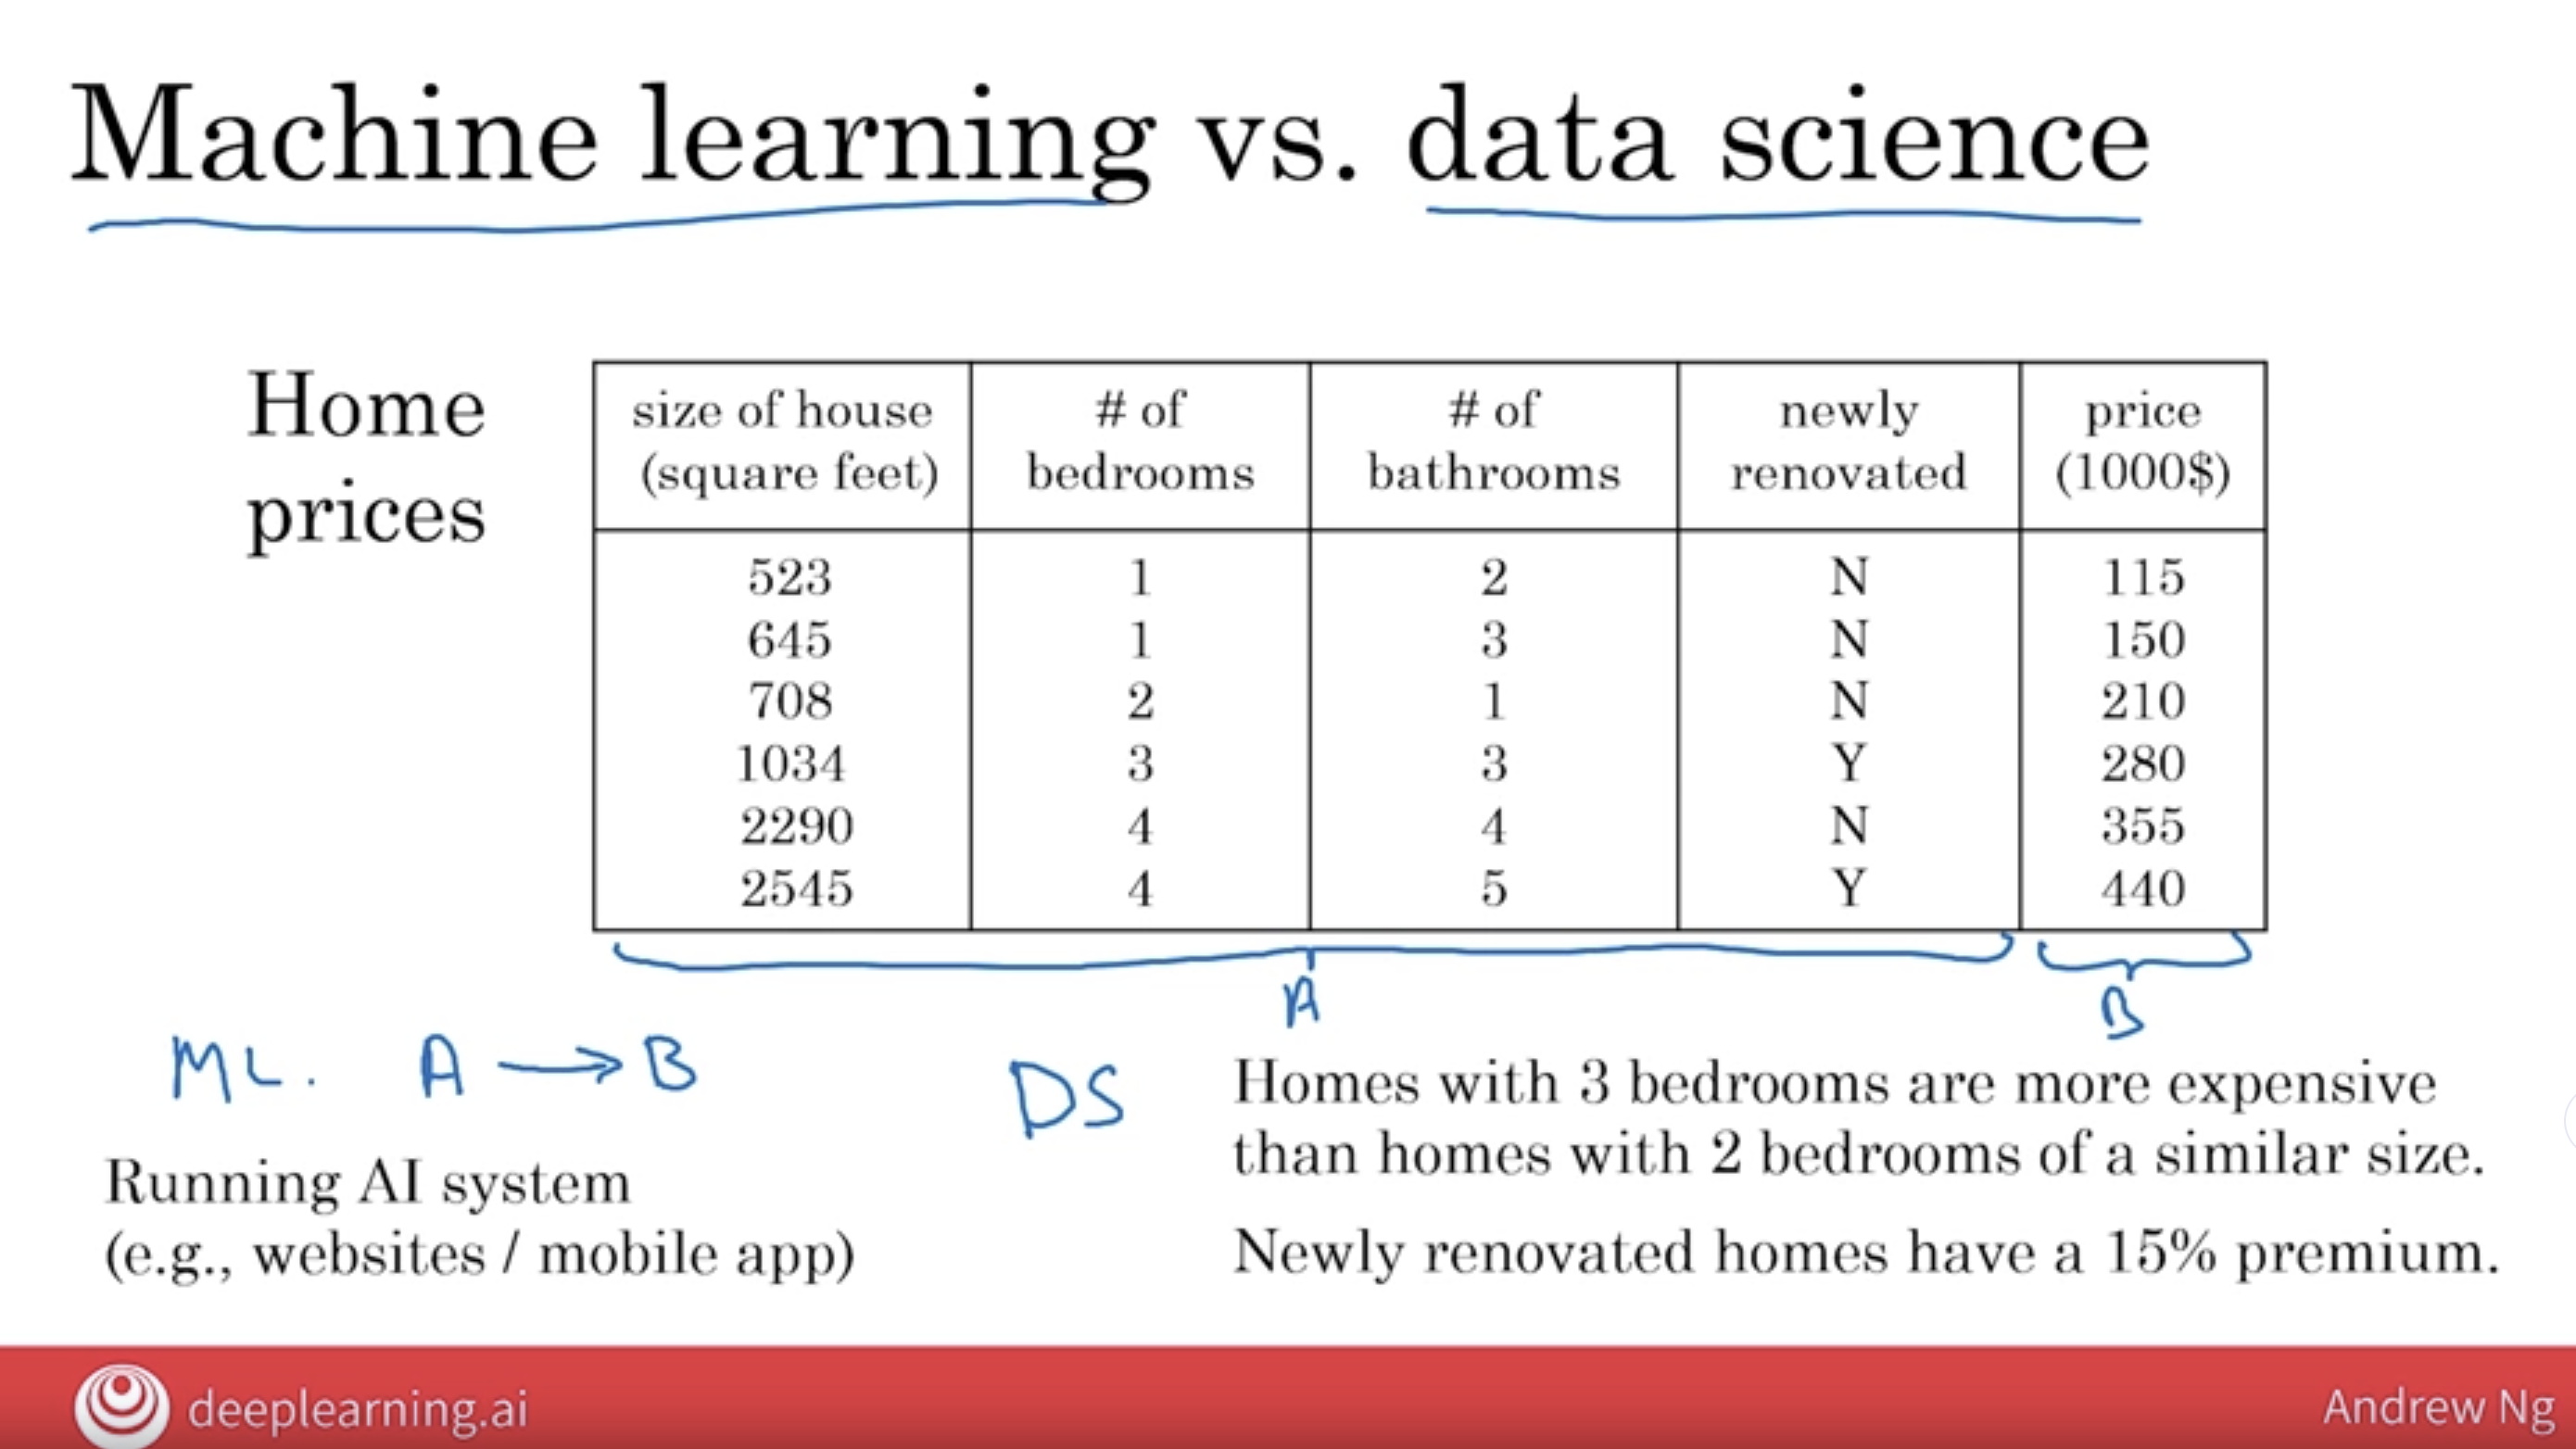 Machine learning vs. data science
Home
prices
size of house (square feet) # of bedrooms # of bathrooms newly renovated price (1000$)
523 1 2 N 115
645 1 3 N 150
708 2 1 N 210
1034 3 3 Y 280
2290 4 4 N 355
2545 4 5 Y 440
A B
ML. A → B
Running AI system
(e.g., websites / mobile app)
DS
Homes with 3 bedrooms are more expensive
than homes with 2 bedrooms of a similar size.
Newly renovated homes have a 15% premium.
deeplearning.ai
Andrew Ng